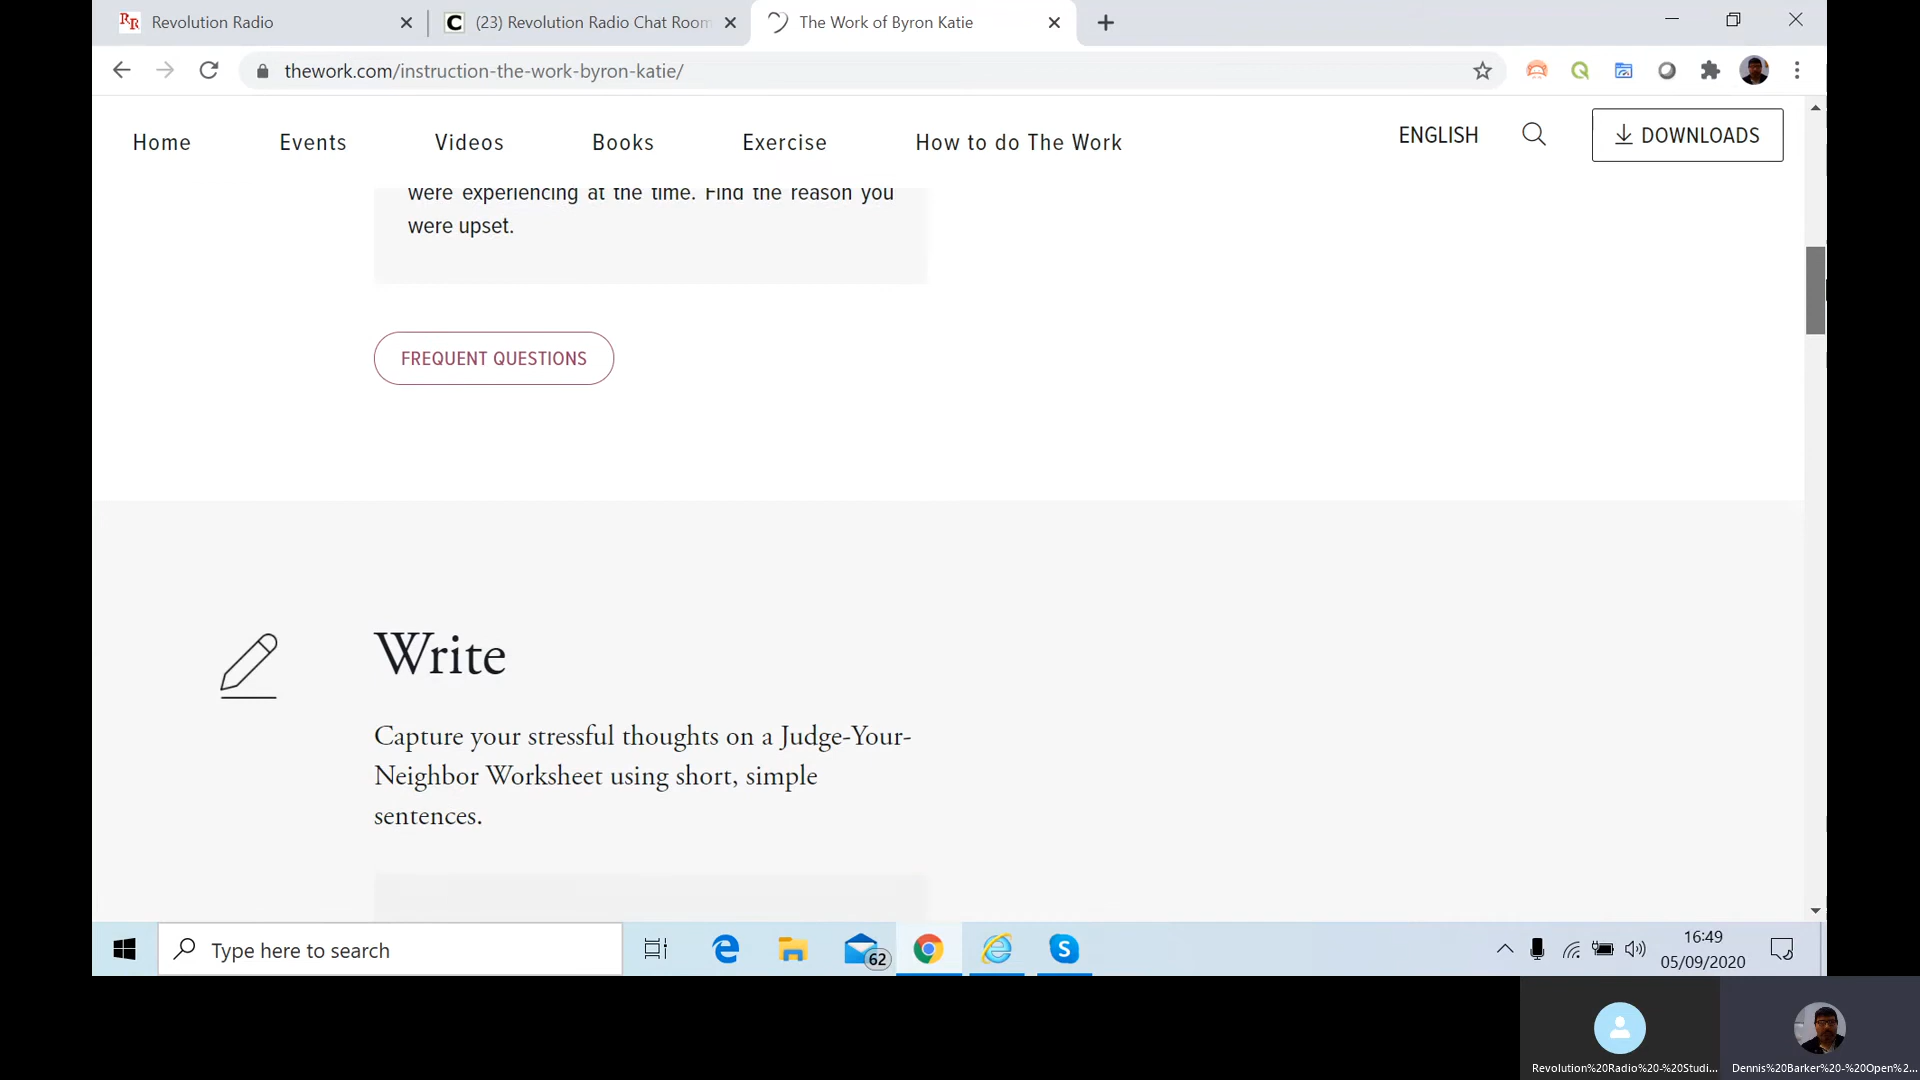 RR Revolution Radio
C (23) Revolution Radio Chat Room
The Work of Byron Katie
thework.com/instruction-the-work-byron-katie/
Home Events Videos Books Exercise How to do The Work
ENGLISH
DOWNLOADS
were experiencing at the time. Find the reason you
were upset.
FREQUENT QUESTIONS
Write
Capture your stressful thoughts on a Judge-Your-
Neighbor Worksheet using short, simple
sentences.
Type here to search
62
16:49
05/09/2020
Revolution%20Radio%20-%20Studi...
Dennis%20Barker%20-%20Open%2...